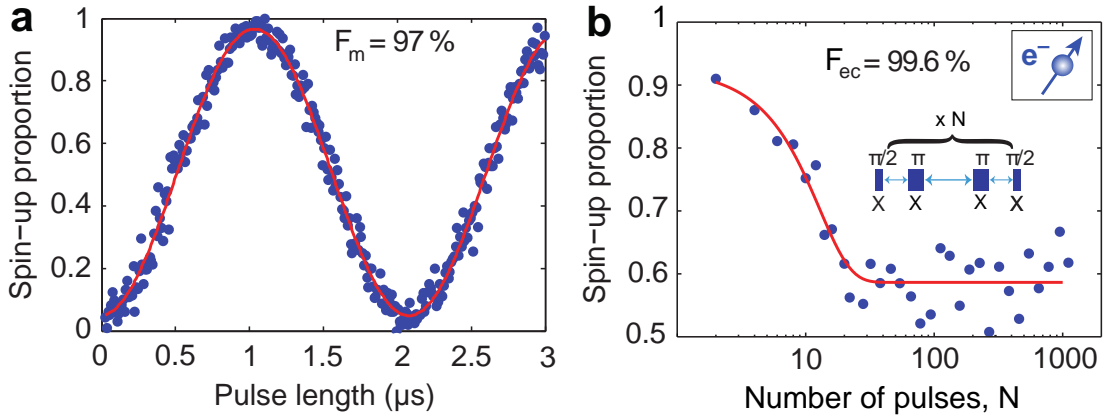 a
F_m = 97 %
Spin−up proportion
1
0.8
0.6
0.4
0.2
0
0
0.5
1
1.5
2
2.5
3
Pulse length (µs)
b
F_ec = 99.6 %
e⁻
x N
π/2 π π π/2
X X X X
Spin−up proportion
0.9
0.8
0.7
0.6
0.5
10
100
1000
Number of pulses, N